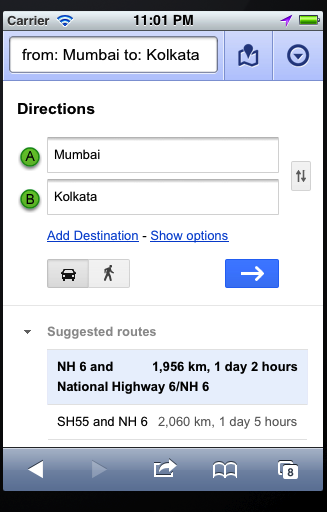 Carrier 11:01 PM
from: Mumbai to: Kolkata
Directions
A Mumbai
B Kolkata
Add Destination - Show options
Suggested routes
NH 6 and 1,956 km, 1 day 2 hours
National Highway 6/NH 6
SH55 and NH 6 2,060 km, 1 day 5 hours
8